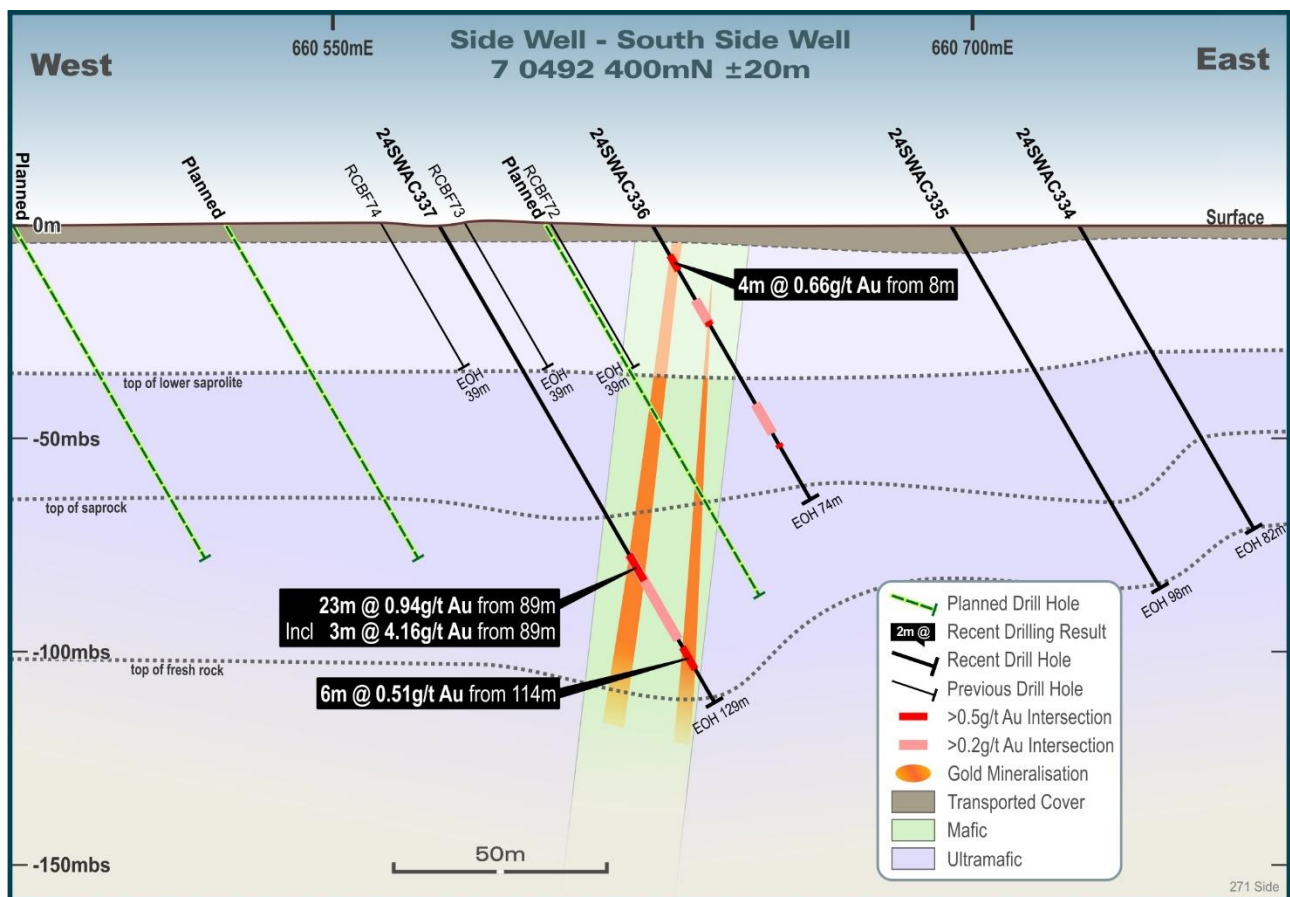 660 550mE
Side Well - South Side Well
7 0492 400mN ±20m
660 700mE
West
East
Planned
Planned
RCBF74
24SWAC337
RCBF73
Planned
RCBF72
24SWAC336
24SWAC335
24SWAC334
0m
Surface
4m @ 0.66g/t Au from 8m
top of lower saprolite
EOH
39m
EOH
39m
EOH
39m
-50mbs
top of saprock
EOH 74m
EOH 82m
EOH 98m
23m @ 0.94g/t Au from 89m
Incl 3m @ 4.16g/t Au from 89m
-100mbs
top of fresh rock
6m @ 0.51g/t Au from 114m
EOH 129m
Planned Drill Hole
2m @
Recent Drilling Result
Recent Drill Hole
Previous Drill Hole
>0.5g/t Au Intersection
>0.2g/t Au Intersection
Gold Mineralisation
Transported Cover
Mafic
Ultramafic
50m
-150mbs
271 Side